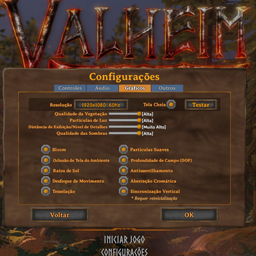 VALHEIM
Configurações
Controles Áudio Gráficos Outros
Resolução 1920x1080 60Hz Tela Cheia Testar
Qualidade da Vegetação [Alta]
Partículas de Luz [Alta]
Distância de Exibição/Nível de Detalhes [Muito Alta]
Qualidade das Sombras [Alta]
Bloom Partículas Suaves
Oclusão de Tela do Ambiente Profundidade de Campo (DOF)
Raios de Sol Antisserrilhamento
Desfoque de Movimento Aberração Cromática
Tesselação Sincronização Vertical
* Requer reinicialização
Voltar OK
INICIAR JOGO
CONFIGURAÇÕES